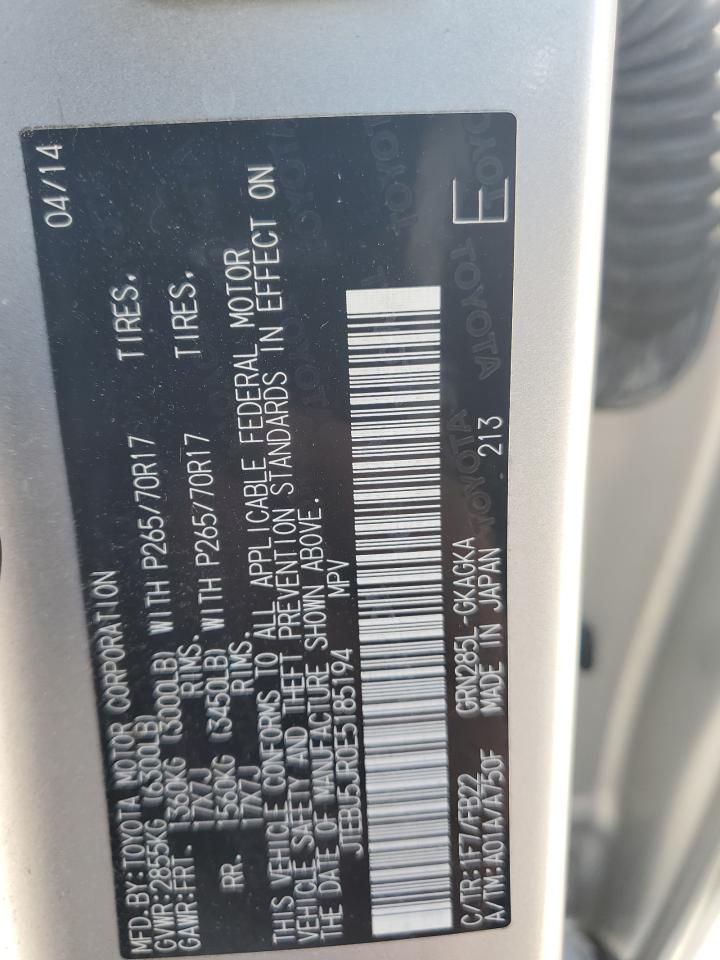 04/14
MFD.BY:TOYOTA MOTOR CORPORATION
GVWR:2855KG(6300LB)
GAWR:FRT. 1360KG (3000LB) WITH P265/70R17 TIRES.
17X7J RIMS.
RR. 1560KG (3450LB) WITH P265/70R17 TIRES.
17X7J RIMS.
THIS VEHICLE CONFORMS TO ALL APPLICABLE FEDERAL MOTOR
VEHICLE SAFETY AND THEFT PREVENTION STANDARDS IN EFFECT ON
THE DATE OF MANUFACTURE SHOWN ABOVE.
JTEBU5JR0E5185194 MPV
C/TR:1F7/FB22 GRN285L-GKAGKA
A/TM:A01A/A750F MADE IN JAPAN 213 E
TOYOTA